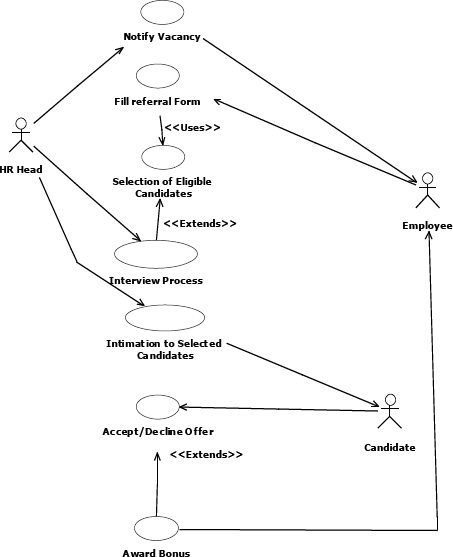 Notify Vacancy
Fill referral Form
<<Uses>>
HR Head
Selection of Eligible
Candidates
Employee
<<Extends>>
Interview Process
Intimation to Selected
Candidates
Accept/Decline Offer
Candidate
<<Extends>>
Award Bonus